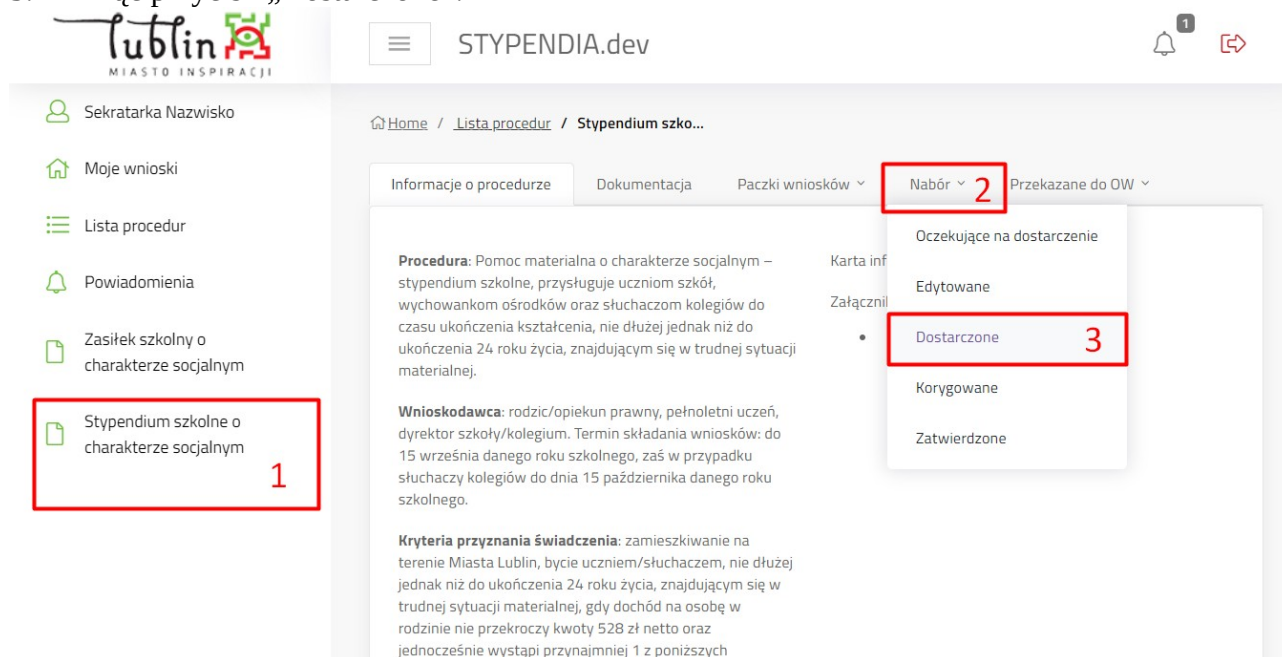 lublin
MIASTO INSPIRACJI
STYPENDIA.dev
1
Sekratarka Nazwisko
Moje wnioski
Lista procedur
Powiadomienia
Zasiłek szkolny o
charakterze socjalnym
Stypendium szkolne o
charakterze socjalnym
1
Home / Lista procedur / Stypendium szko...
Informacje o procedurze Dokumentacja Paczki wniosków Nabór 2 Przekazane do OW
Oczekujące na dostarczenie
Edytowane
Dostarczone 3
Korygowane
Zatwierdzone
Procedura: Pomoc materialna o charakterze socjalnym –
stypendium szkolne, przysługuje uczniom szkół,
wychowankom ośrodków oraz słuchaczom kolegiów do
czasu ukończenia kształcenia, nie dłużej jednak niż do
ukończenia 24 roku życia, znajdującym się w trudnej sytuacji
materialnej.
Wnioskodawca: rodzic/opiekun prawny, pełnoletni uczeń,
dyrektor szkoły/kolegium. Termin składania wniosków: do
15 września danego roku szkolnego, zaś w przypadku
słuchaczy kolegiów do dnia 15 października danego roku
szkolnego.
Kryteria przyznania świadczenia: zamieszkiwanie na
terenie Miasta Lublin, bycie uczniem/słuchaczem, nie dłużej
jednak niż do ukończenia 24 roku życia, znajdującym się w
trudnej sytuacji materialnej, gdy dochód na osobę w
rodzinie nie przekroczy kwoty 528 zł netto oraz
jednocześnie wystąpi przynajmniej 1 z poniższych
Karta inf
Załącznil